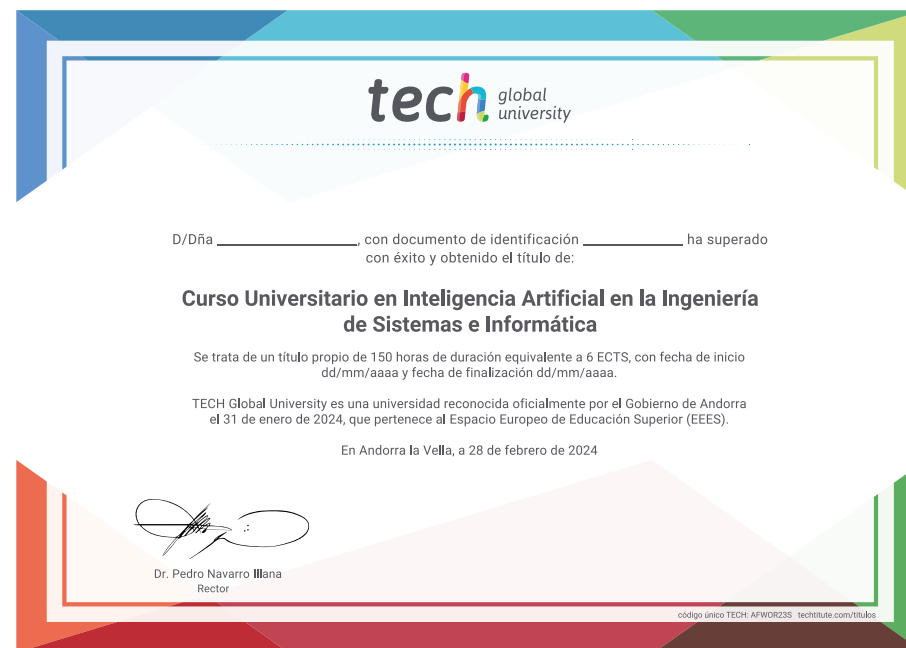 tech global university
D/Dña ________________, con documento de identificación ____________ ha superado
con éxito y obtenido el título de:
Curso Universitario en Inteligencia Artificial en la Ingeniería
de Sistemas e Informática
Se trata de un título propio de 150 horas de duración equivalente a 6 ECTS, con fecha de inicio
dd/mm/aaaa y fecha de finalización dd/mm/aaaa.
TECH Global University es una universidad reconocida oficialmente por el Gobierno de Andorra
el 31 de enero de 2024, que pertenece al Espacio Europeo de Educación Superior (EEES).
En Andorra la Vella, a 28 de febrero de 2024
Dr. Pedro Navarro Illana
Rector
código único TECH: AFWOR23S techtitute.com/titulos